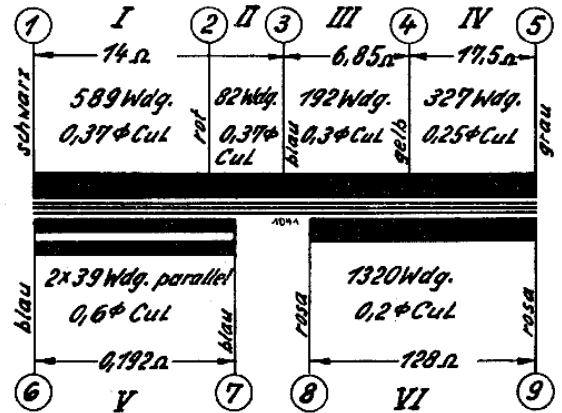 1 I 2 II 3 III 4 IV 5
14Ω 6,85Ω 17,5Ω
589 Wdg. 82 Wdg. 192 Wdg. 327 Wdg.
0,37 ϕ CuL 0,37 ϕ CuL 0,3 ϕ CuL 0,25 ϕ CuL
schwarz rot blau gelb grau
1041
2×39 Wdg. parallel 1320 Wdg.
0,6 ϕ CuL 0,2 ϕ CuL
blau blau rosa rosa
0,192Ω 128Ω
6 V 7 8 VI 9